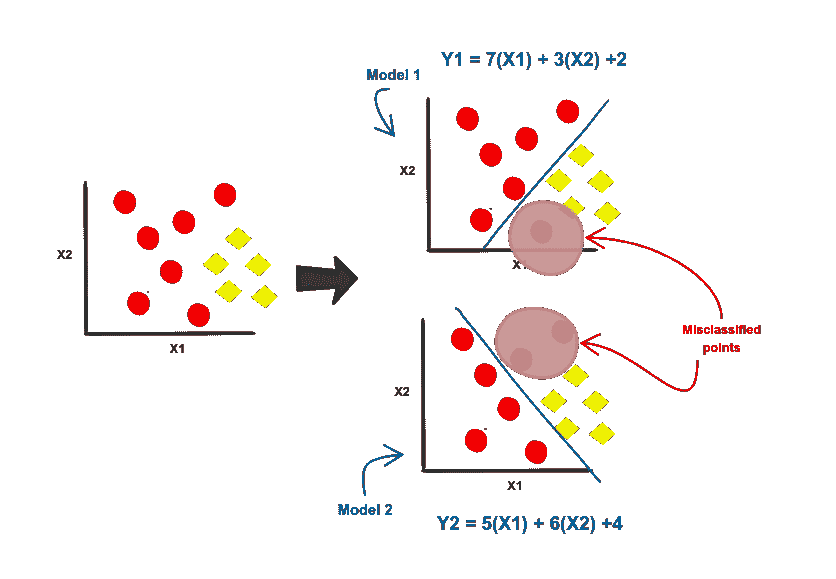 Y1 = 7(X1) + 3(X2) +2
Model 1
X2
X1
X2
X1
Misclassified
points
X2
X1
Model 2
Y2 = 5(X1) + 6(X2) +4